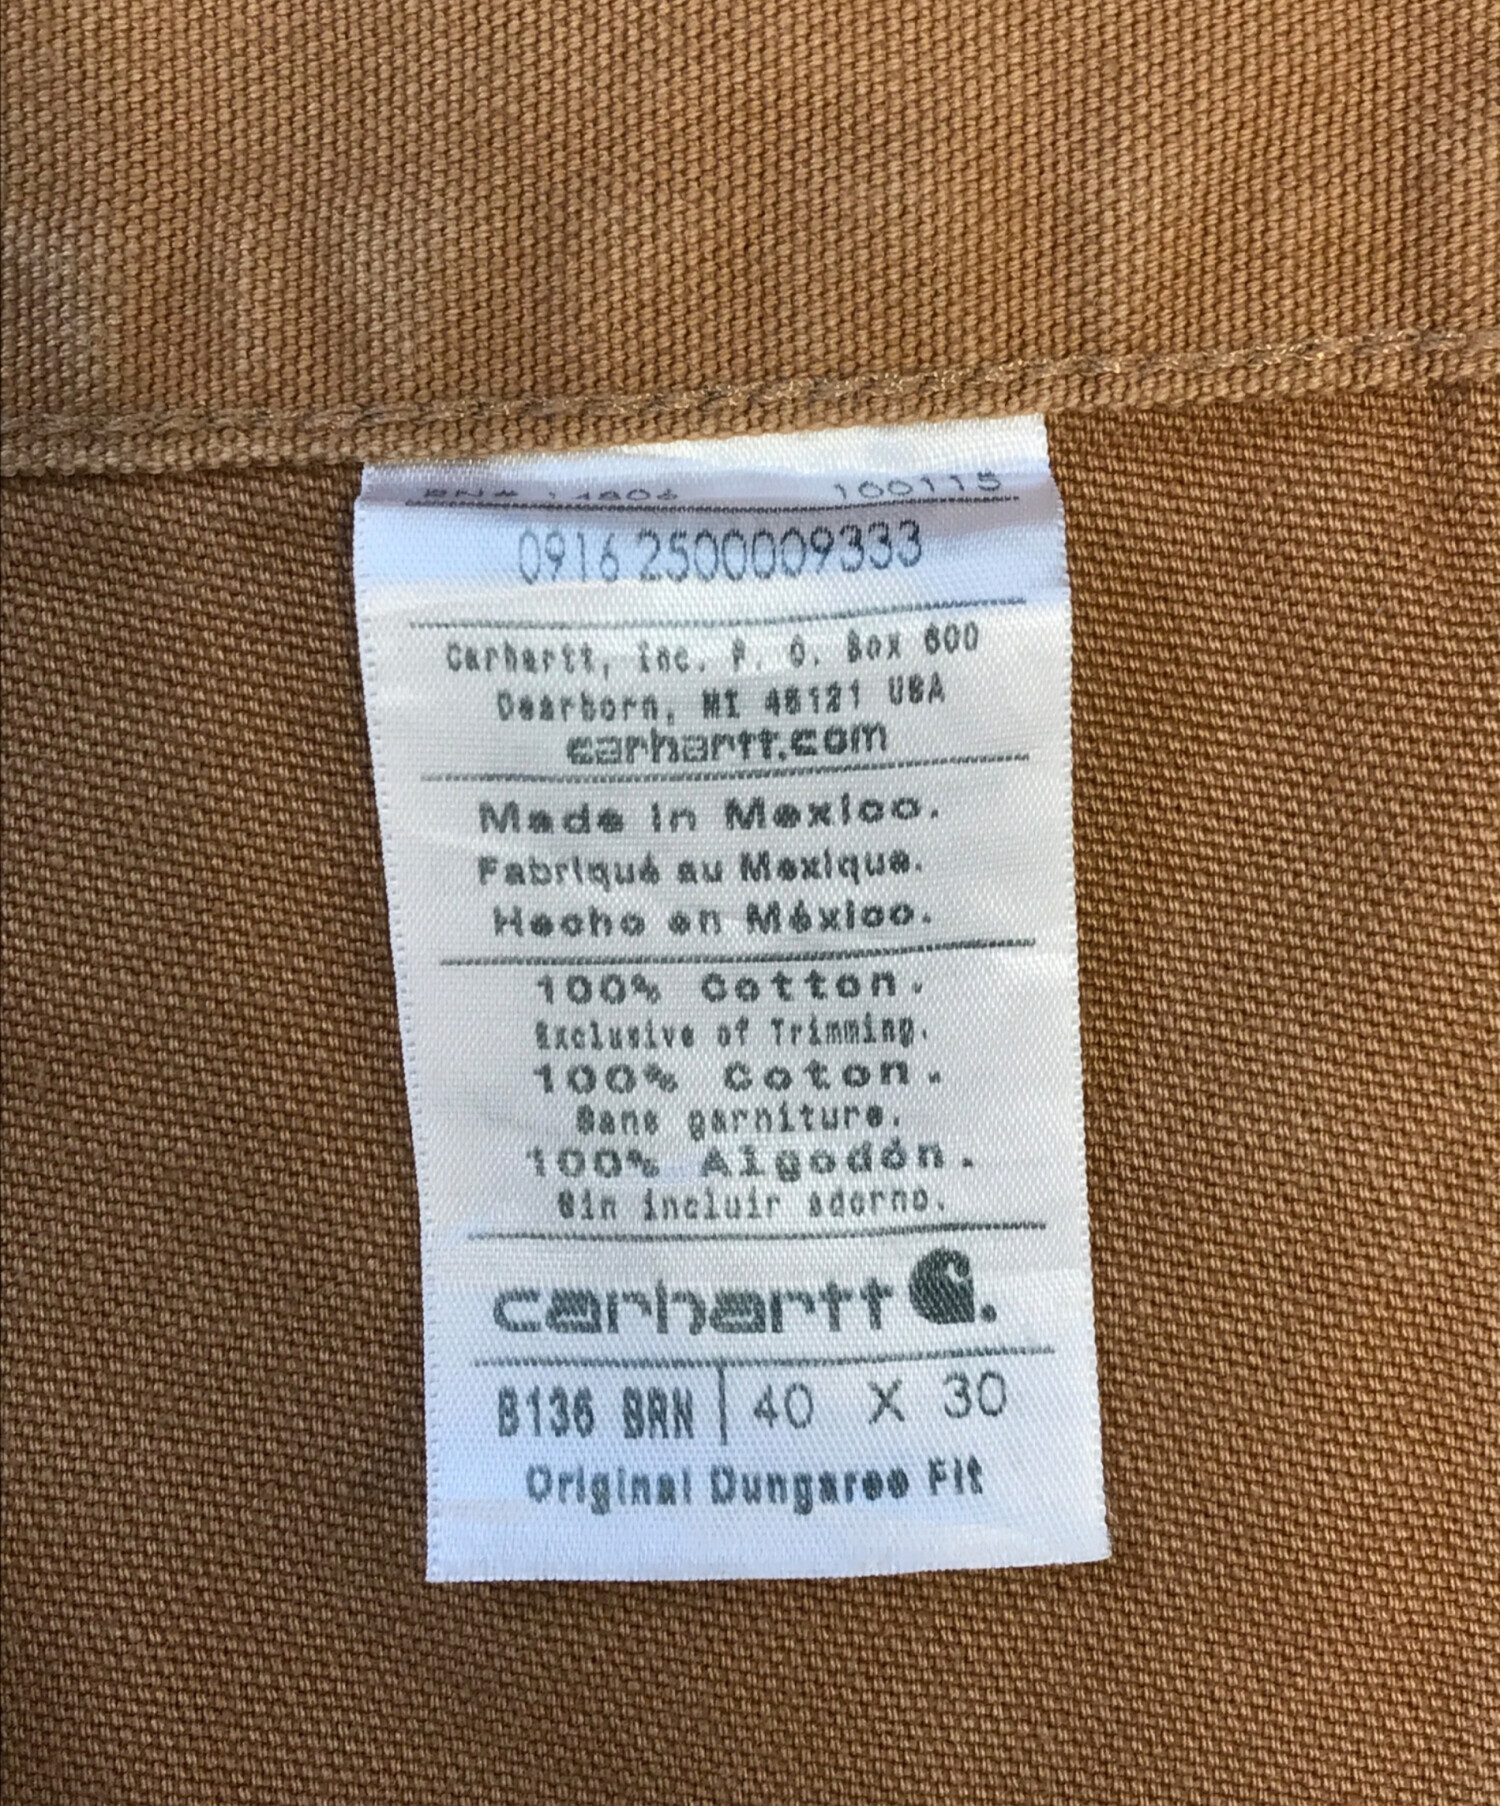 RN# 14806 100115
0916 2500009333
Carhartt, Inc. P. O. Box 600
Dearborn, MI 48121 USA
carhartt.com
Made in Mexico.
Fabriqué au Mexique.
Hecho en México.
100% Cotton.
Exclusive of Trimming.
100% Coton.
Sans garniture.
100% Algodón.
Sin incluir adorno.
carhartt
B136 BRN | 40 X 30
Original Dungaree Fit